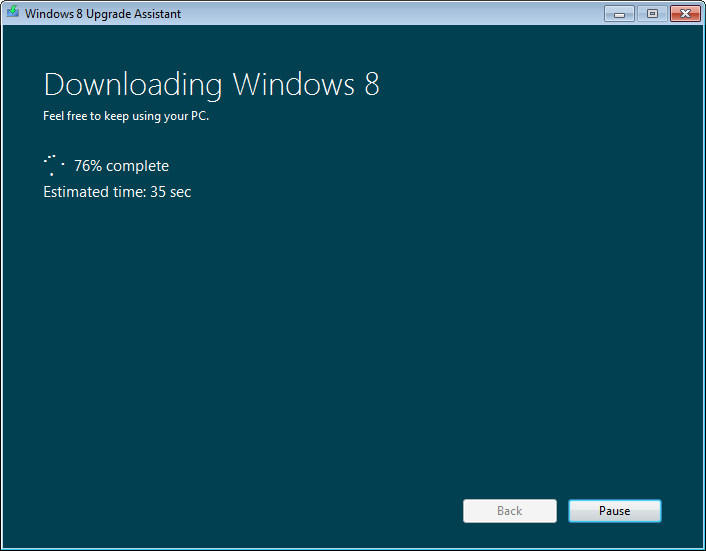 Windows 8 Upgrade Assistant
Downloading Windows 8
Feel free to keep using your PC.
76% complete
Estimated time: 35 sec
Back
Pause